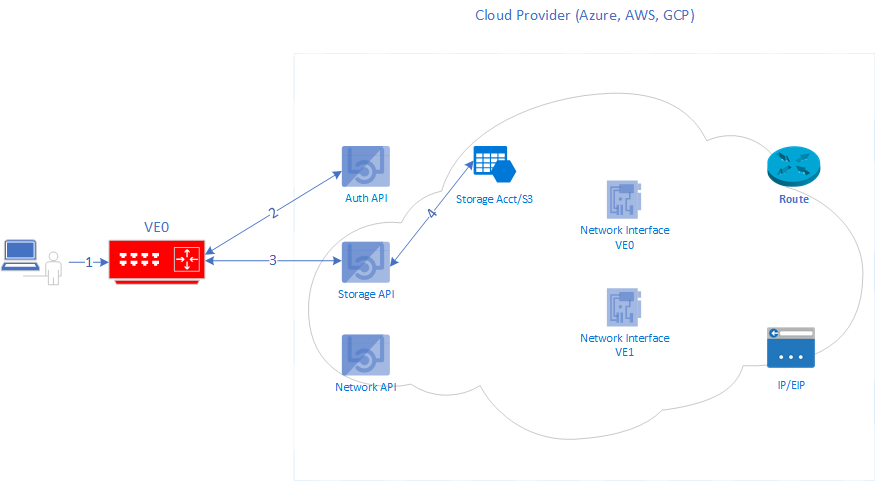 Cloud Provider (Azure, AWS, GCP)
Auth API
Storage Acct/S3
Route
2
4
Network Interface
VE0
VE0
1
3
Storage API
Network Interface
VE1
Network API
IP/EIP